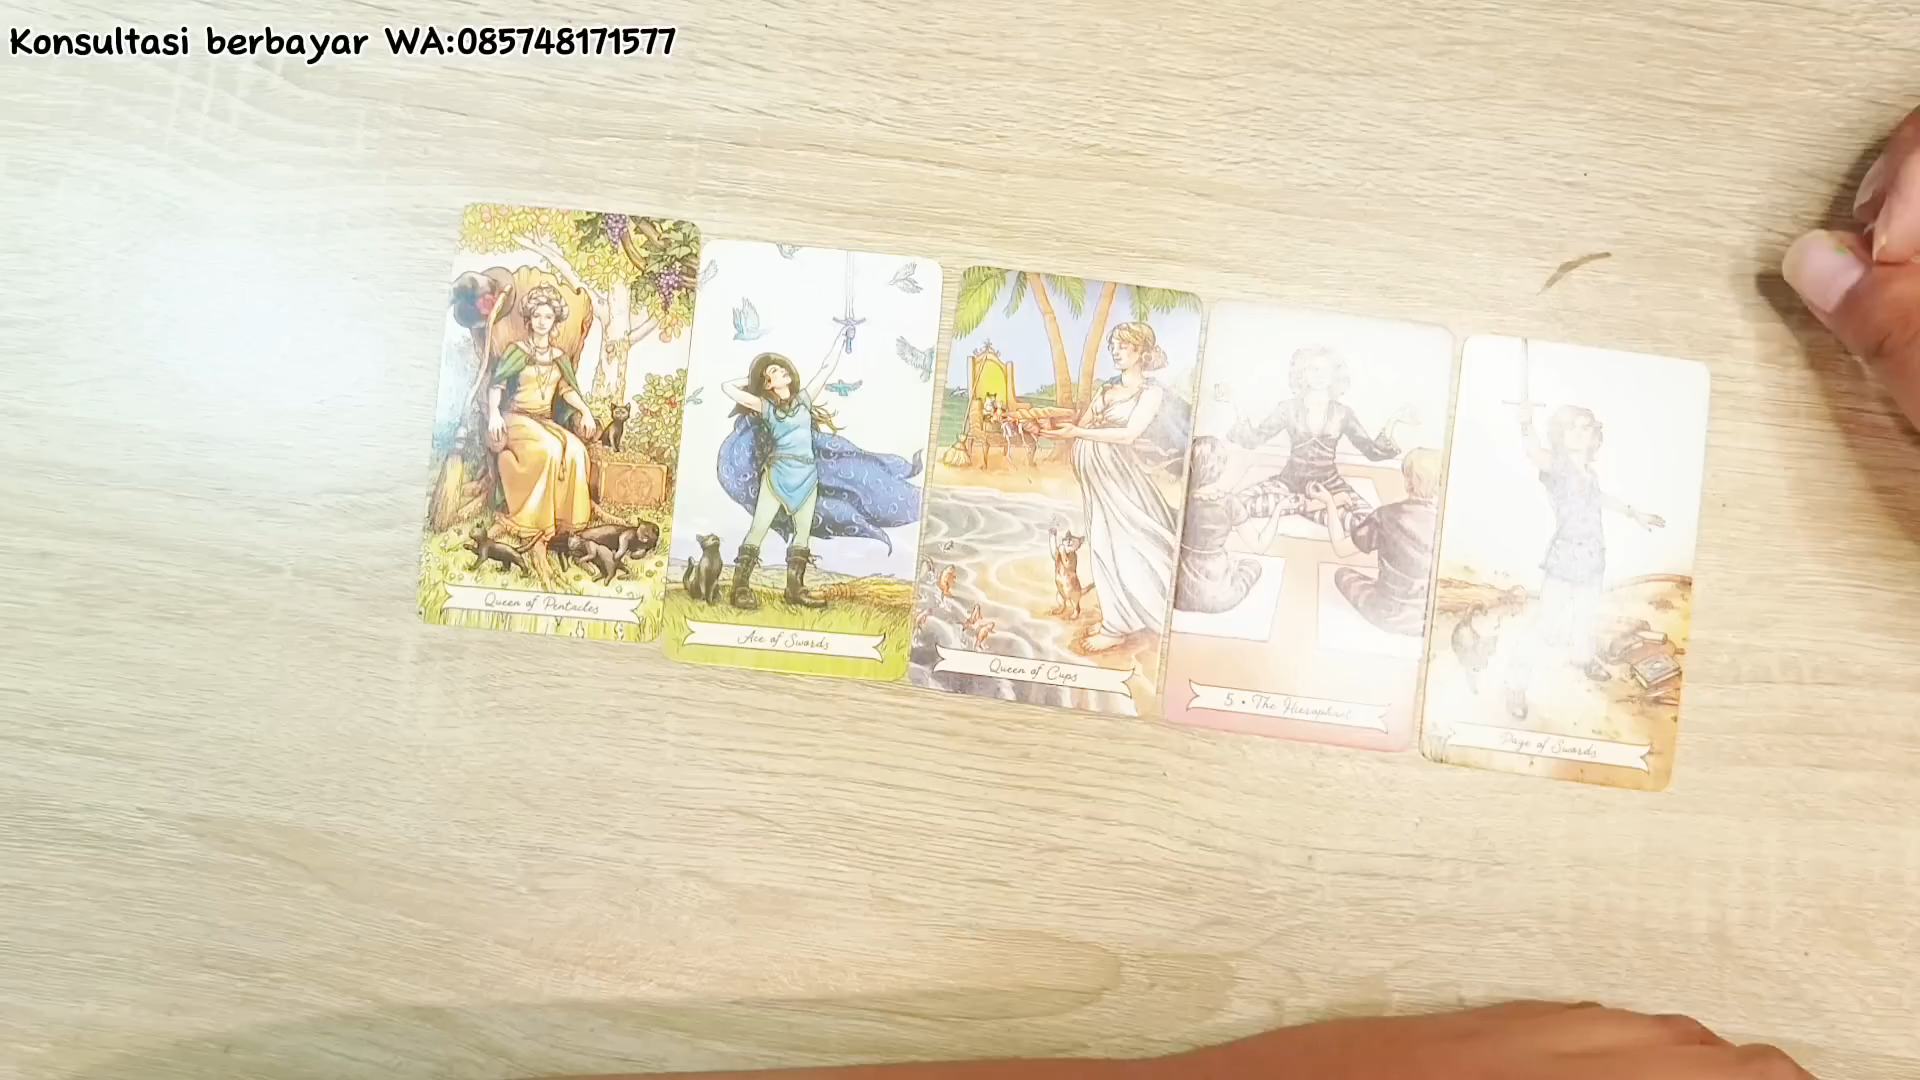 Konsultasi berbayar WA:085748171577
Queen of Pentacles
Ace of Swords
Queen of Cups
5 • The Hierophant
Page of Swords